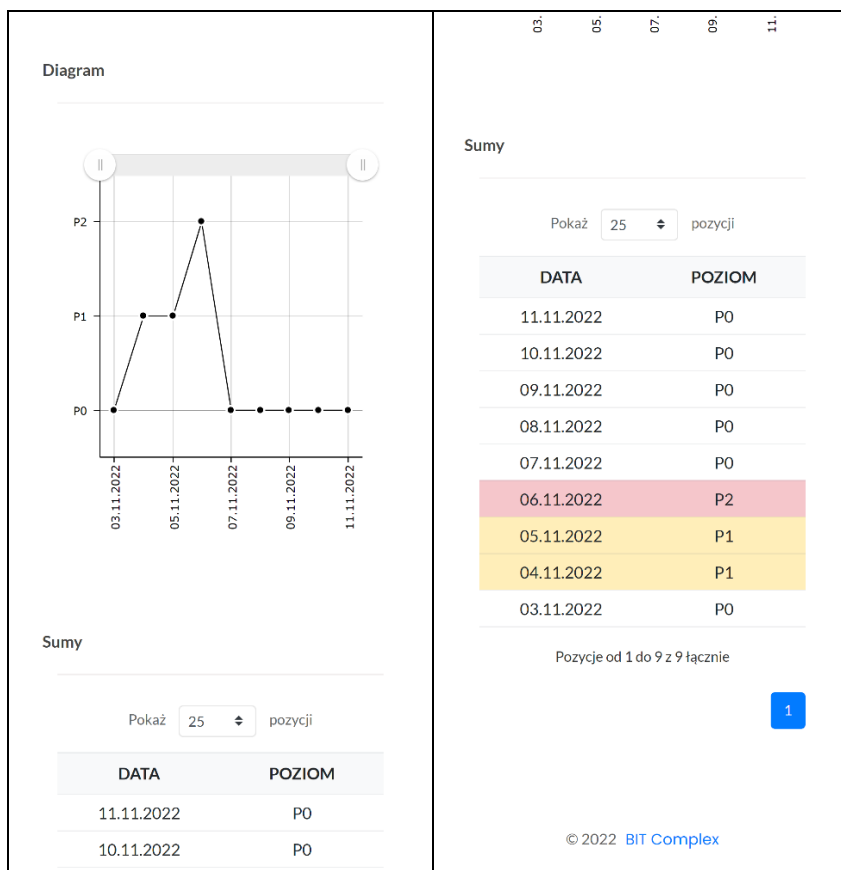 Diagram
P2
P1
P0
03.11.2022
05.11.2022
07.11.2022
09.11.2022
11.11.2022
Sumy
Pokaż 25 pozycji
DATA POZIOM
11.11.2022 P0
10.11.2022 P0
03.
05.
07.
09.
11.
Sumy
Pokaż 25 pozycji
DATA POZIOM
11.11.2022 P0
10.11.2022 P0
09.11.2022 P0
08.11.2022 P0
07.11.2022 P0
06.11.2022 P2
05.11.2022 P1
04.11.2022 P1
03.11.2022 P0
Pozycje od 1 do 9 z 9 łącznie
1
© 2022 BIT Complex